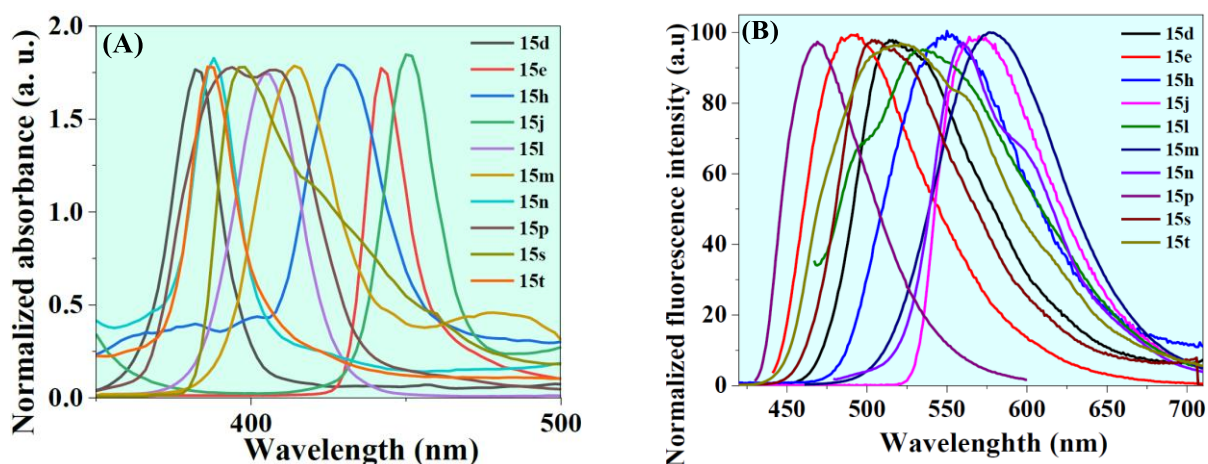 (A)
Normalized absorbance (a. u.)
2.0
1.5
1.0
0.5
0.0
400
500
Wavelength (nm)
15d
15e
15h
15j
15l
15m
15n
15p
15s
15t
(B)
Normalized fluorescence intensity (a.u)
100
80
60
40
20
0
450
500
550
600
650
700
Wavelenghth (nm)
15d
15e
15h
15j
15l
15m
15n
15p
15s
15t